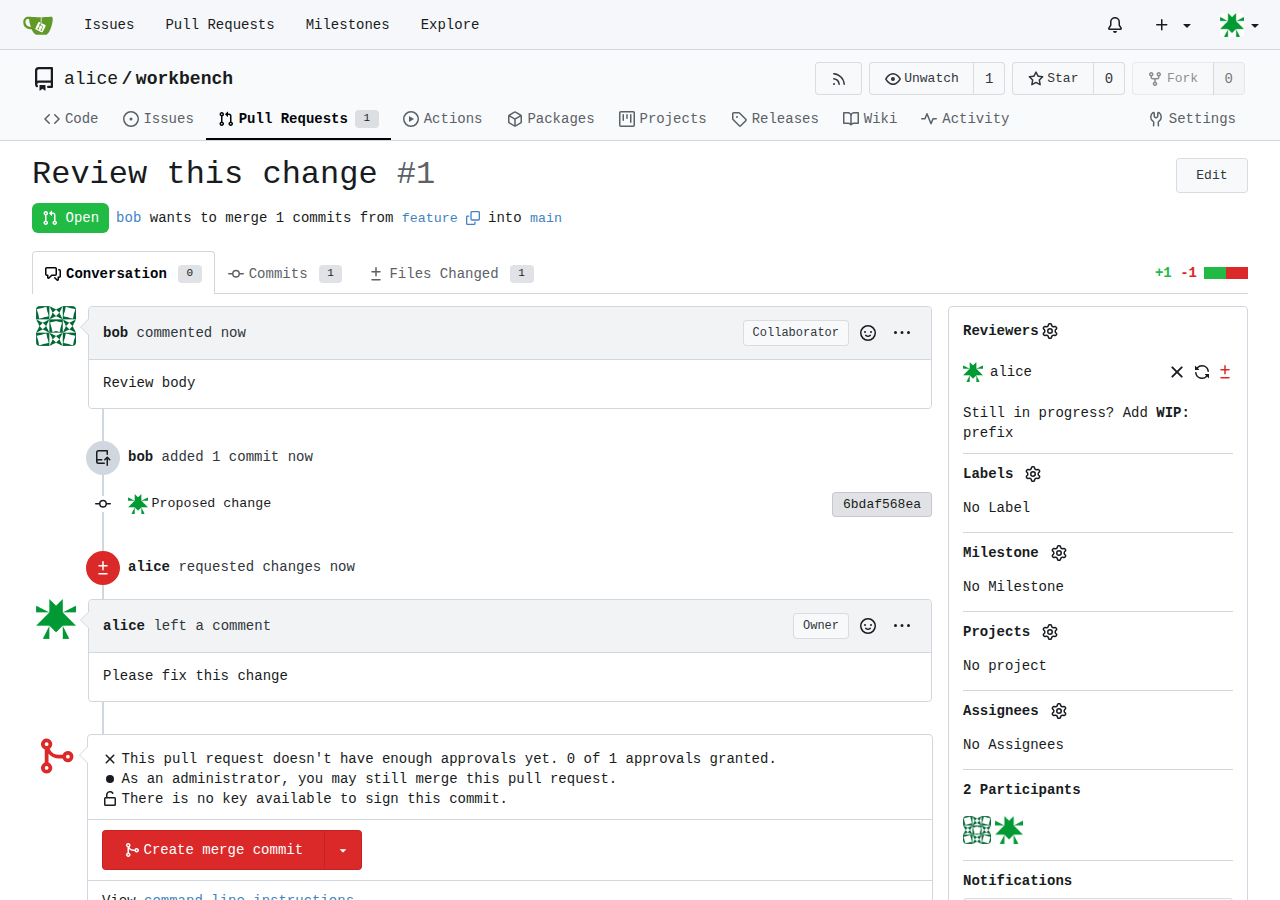 Issues Pull Requests Milestones Explore
alice/workbench
Unwatch 1 Star 0 Fork 0
Code Issues Pull Requests 1 Actions Packages Projects Releases Wiki Activity Settings
Review this change #1
Edit
Open bob wants to merge 1 commits from feature into main
Conversation 0 Commits 1 Files Changed 1 +1 -1
bob commented now Collaborator
Review body
bob added 1 commit now
Proposed change 6bdaf568ea
alice requested changes now
alice left a comment Owner
Please fix this change
This pull request doesn't have enough approvals yet. 0 of 1 approvals granted.
As an administrator, you may still merge this pull request.
There is no key available to sign this commit.
Create merge commit
View command line instructions
Reviewers
alice
Still in progress? Add WIP:
prefix
Labels
No Label
Milestone
No Milestone
Projects
No project
Assignees
No Assignees
2 Participants
Notifications